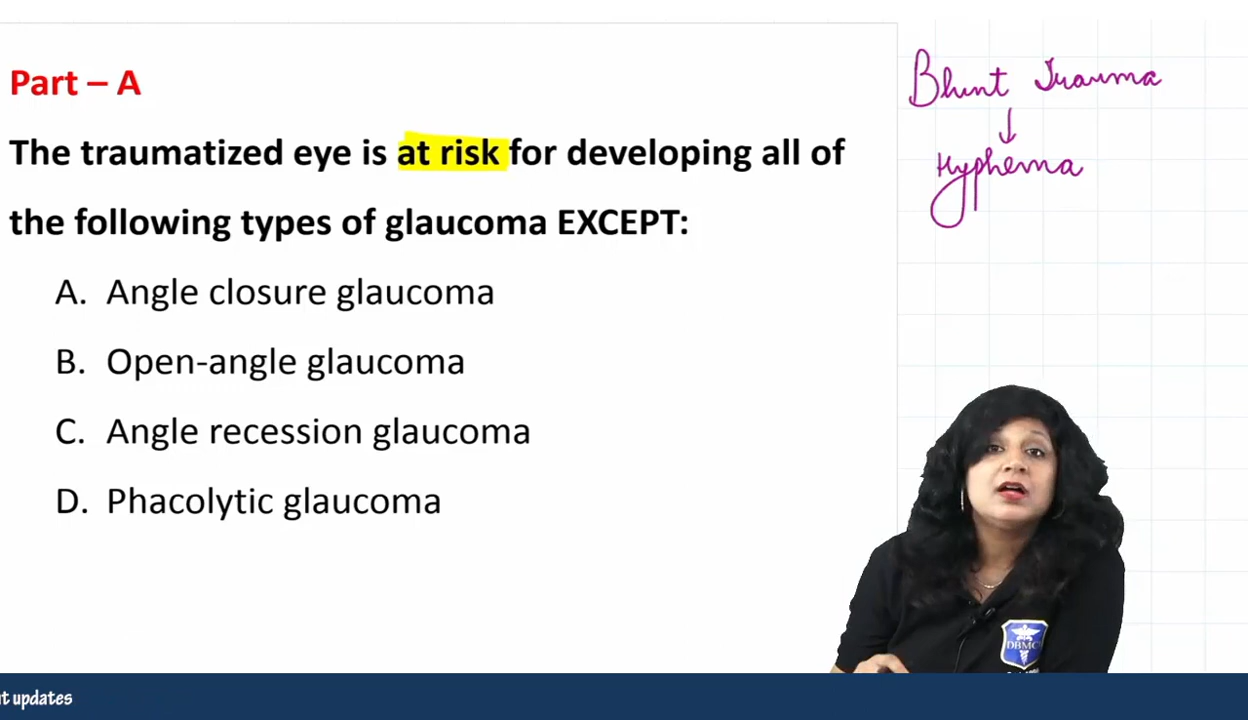 Part – A
The traumatized eye is at risk for developing all of
the following types of glaucoma EXCEPT:
A. Angle closure glaucoma
B. Open-angle glaucoma
C. Angle recession glaucoma
D. Phacolytic glaucoma
Blunt Trauma
↓
Hyphema
DBMCI
t updates